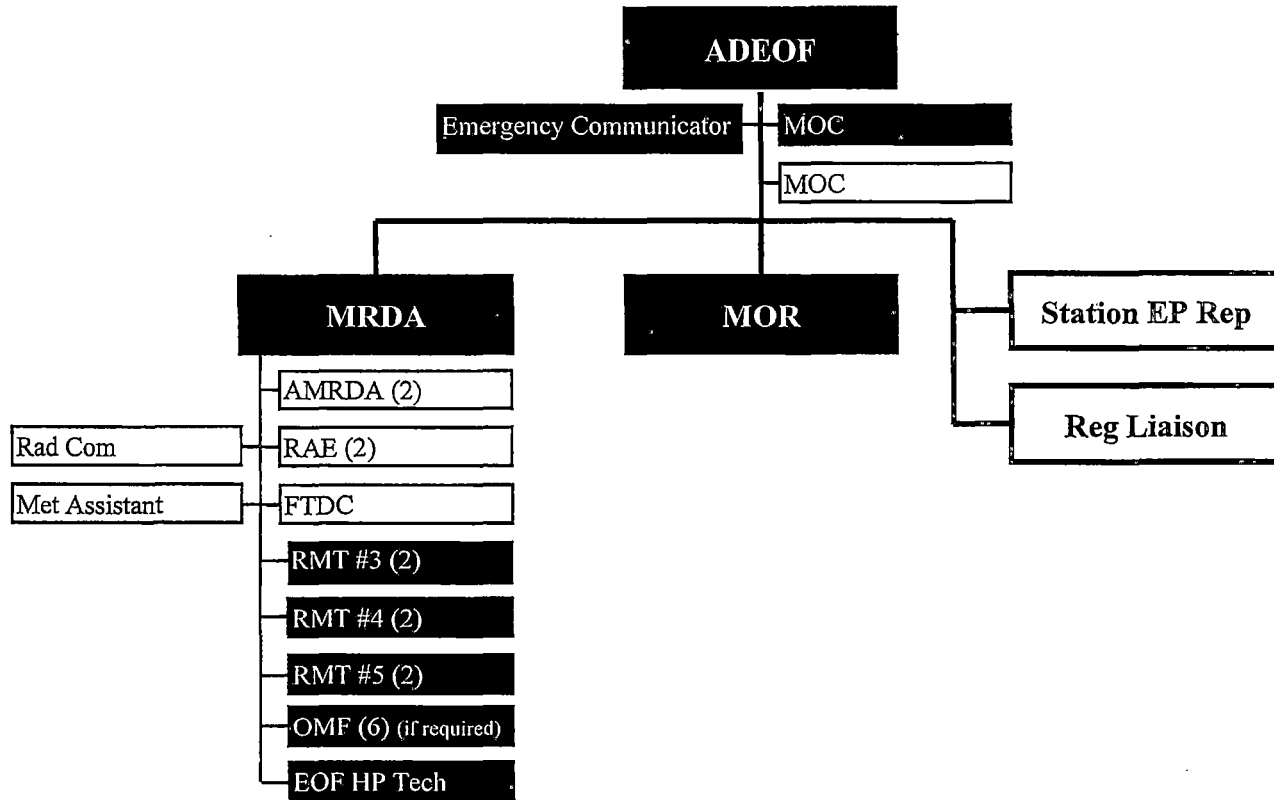 ADEOF
Emergency Communicator
MOC
MOC
MRDA
MOR
Station EP Rep
Reg Liaison
AMRDA (2)
Rad Com
RAE (2)
Met Assistant
FTDC
RMT #3 (2)
RMT #4 (2)
RMT #5 (2)
OMF (6) (if required)
EOF HP Tech